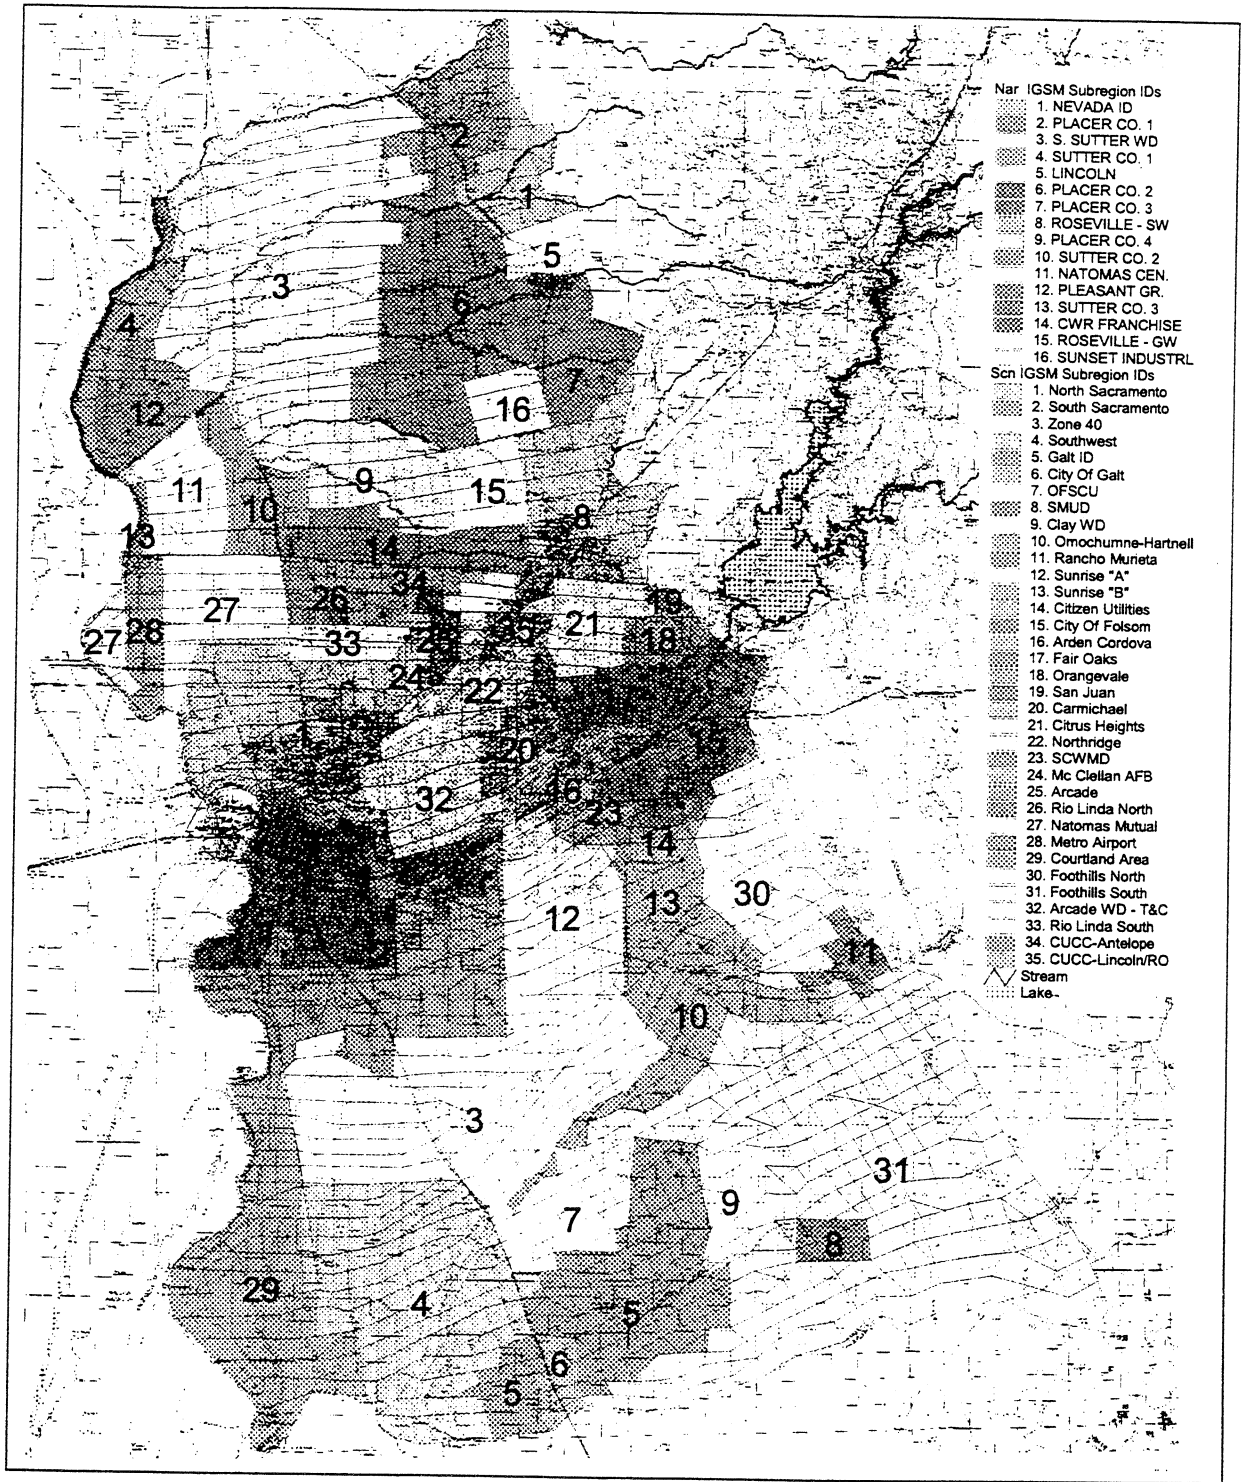 Nar IGSM Subregion IDs
1. NEVADA ID
2. PLACER CO. 1
3. S. SUTTER WD
4. SUTTER CO. 1
5. LINCOLN
6. PLACER CO. 2
7. PLACER CO. 3
8. ROSEVILLE - SW
9. PLACER CO. 4
10. SUTTER CO. 2
11. NATOMAS CEN.
12. PLEASANT GR.
13. SUTTER CO. 3
14. CWR FRANCHISE
15. ROSEVILLE - GW
16. SUNSET INDUSTRL
Scn IGSM Subregion IDs
1. North Sacramento
2. South Sacramento
3. Zone 40
4. Southwest
5. Galt ID
6. City Of Galt
7. OFSCU
8. SMUD
9. Clay WD
10. Omochumne-Hartnell
11. Rancho Murieta
12. Sunrise "A"
13. Sunrise "B"
14. Citizen Utilities
15. City Of Folsom
16. Arden Cordova
17. Fair Oaks
18. Orangevale
19. San Juan
20. Carmichael
21. Citrus Heights
22. Northridge
23. SCWMD
24. Mc Clellan AFB
25. Arcade
26. Rio Linda North
27. Natomas Mutual
28. Metro Airport
29. Courtland Area
30. Foothills North
31. Foothills South
32. Arcade WD - T&C
33. Rio Linda South
34. CUCC-Antelope
35. CUCC-Lincoln/RO
Stream
Lake
2
1
5
3
6
4
7
12
16
9
15
11
10
8
13
14
34
26
19
27
21
28
27
33
25
35
18
24
22
1
20
15
32
16
23
14
30
12
13
11
10
3
31
9
7
8
29
4
5
6
5